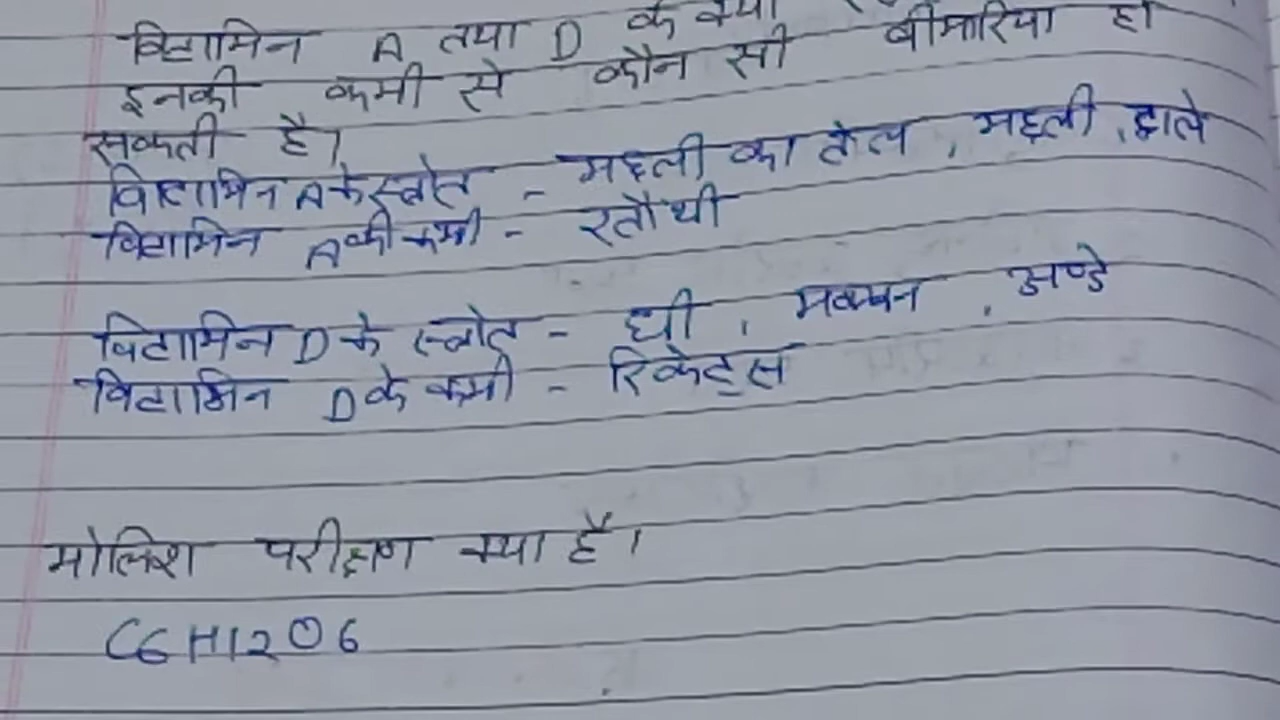 विटामिन A तथा D के क्या
इनकी कमी से कौन सी बीमारिया हो
सकती है।
विटामिन A के स्त्रोत - मछली का तेल, मछली,
विटामिन A की कमी - रतौंधी
विटामिन D के स्त्रोत - घी, मक्खन, अण्डे
विटामिन D के कमी - रिकेट्स
मोलिश परीक्षण क्या है।
C6H12O6